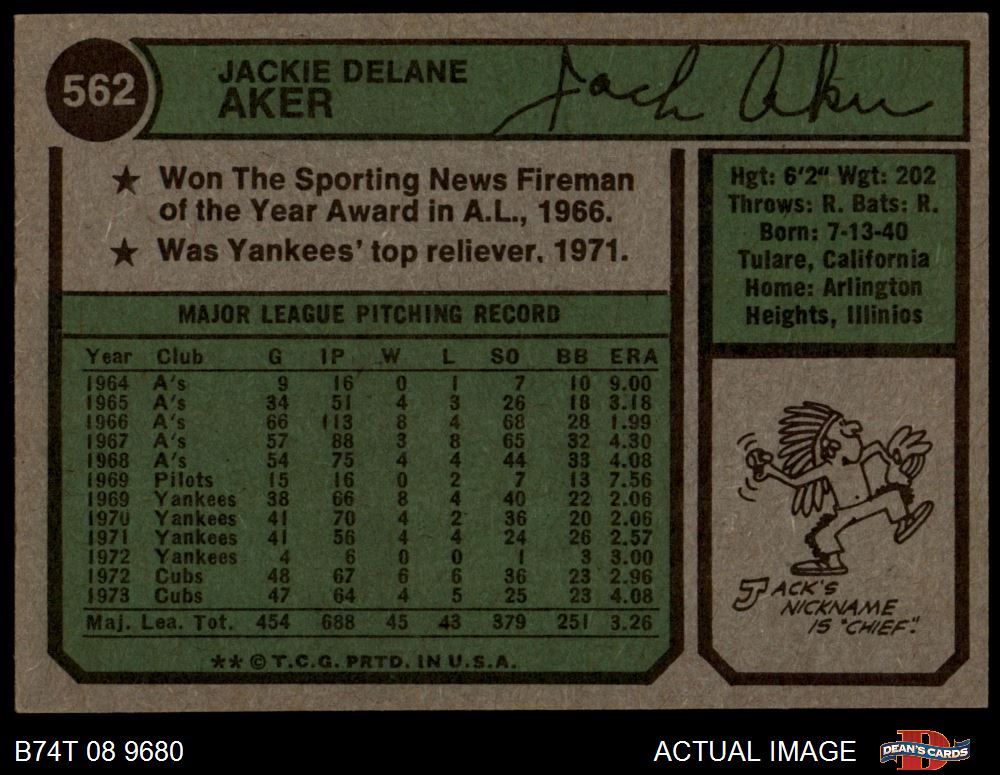 562
JACKIE DELANE
AKER
Jack Aker
★ Won The Sporting News Fireman
of the Year Award in A.L., 1966.
★ Was Yankees' top reliever. 1971.
MAJOR LEAGUE PITCHING RECORD
Year Club G IP W L SO BB ERA
1964 A's 9 16 0 1 7 10 9.00
1965 A's 34 51 4 3 26 18 3.18
1966 A's 66 113 8 4 68 28 1.99
1967 A's 57 88 3 8 65 32 4.30
1968 A's 54 75 4 4 44 33 4.08
1969 Pilots 15 16 0 2 7 13 7.56
1969 Yankees 38 66 8 4 40 22 2.06
1970 Yankees 41 70 4 2 36 20 2.06
1971 Yankees 41 56 4 4 24 26 2.57
1972 Yankees 4 6 0 0 1 3 3.00
1972 Cubs 48 67 6 6 36 23 2.96
1973 Cubs 47 64 4 5 25 23 4.08
Maj. Lea. Tot. 454 688 45 43 379 251 3.26
** © T.C.G. PRTD. IN U.S.A.
Hgt: 6'2" Wgt: 202
Throws: R. Bats: R.
Born: 7-13-40
Tulare, California
Home: Arlington
Heights, Illinios
JACK'S
NICKNAME
IS "CHIEF."
B74T 08 9680
ACTUAL IMAGE
DEAN'S CARDS